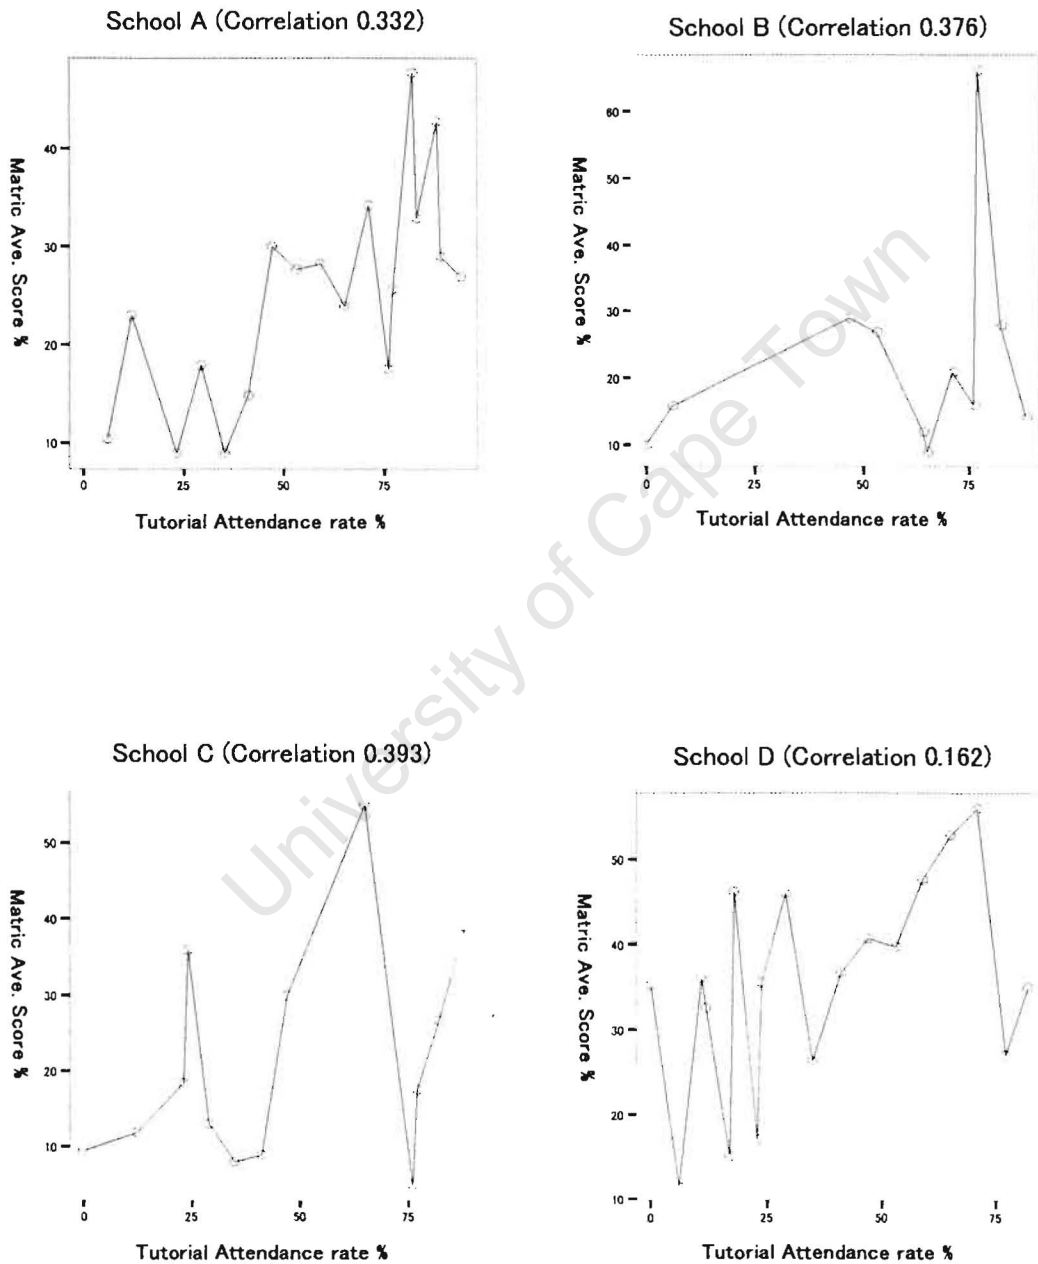 School A (Correlation 0.332)
Matric Ave. Score %
40
30
20
10
0 25 50 75
Tutorial Attendance rate %
School B (Correlation 0.376)
Matric Ave. Score %
60
50
40
30
20
10
0 25 50 75
Tutorial Attendance rate %
School C (Correlation 0.393)
Matric Ave. Score %
50
40
30
20
10
0 25 50 75
Tutorial Attendance rate %
School D (Correlation 0.162)
Matric Ave. Score %
50
40
30
20
10
0 25 50 75
Tutorial Attendance rate %
University of Cape Town